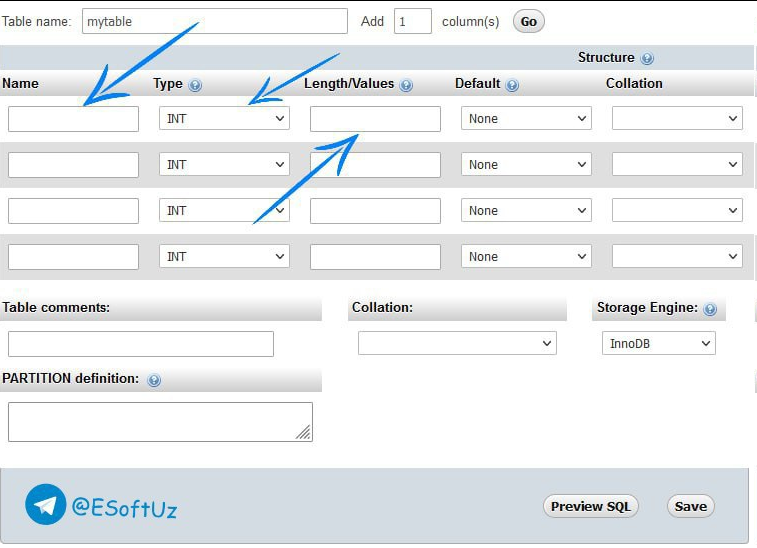 Table name: mytable Add 1 column(s) Go
Structure
Name Type Length/Values Default Collation
INT None
INT None
INT None
INT None
Table comments: Collation: Storage Engine:
InnoDB
PARTITION definition:
@ESoftUz Preview SQL Save